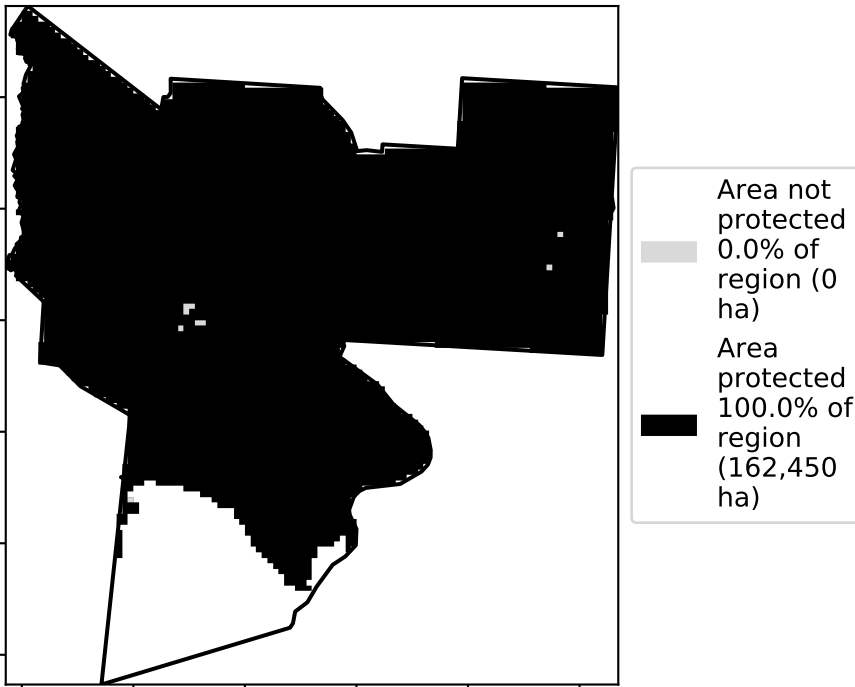 Area not
protected
0.0% of
region (0
ha)
Area
protected
100.0% of
region
(162,450
ha)